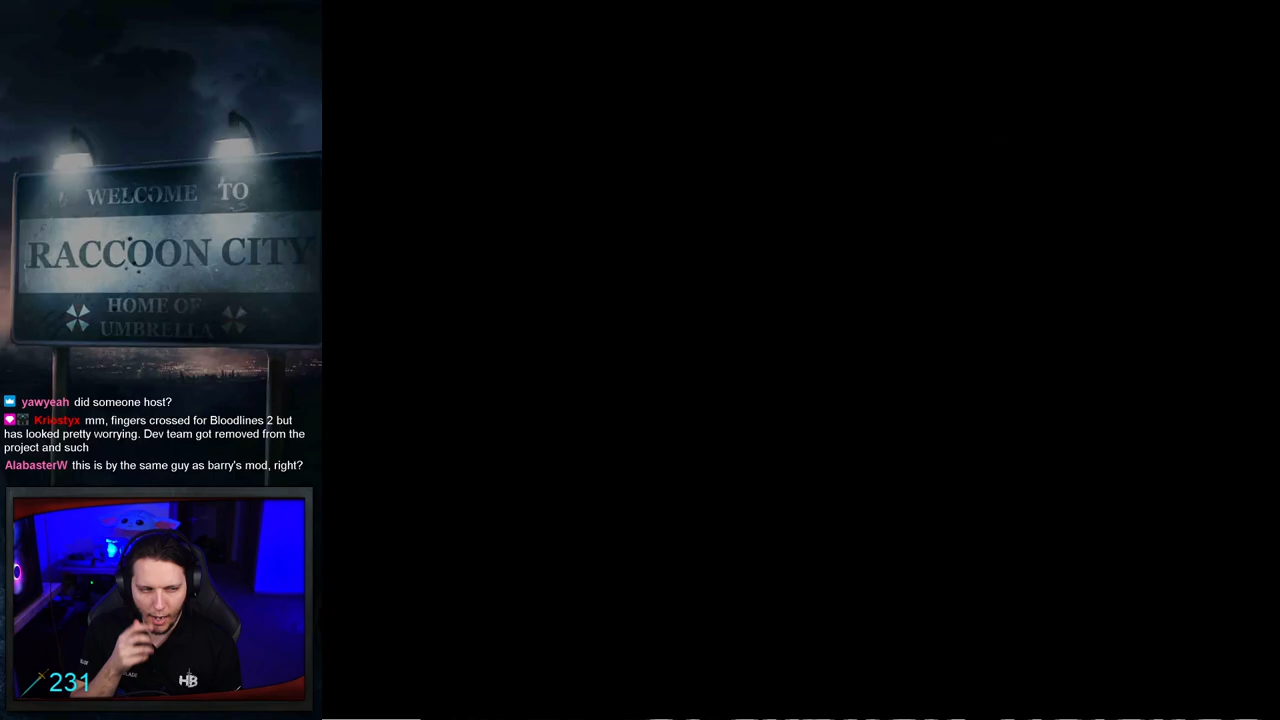 WELCOME TO
RACCOON CITY
HOME OF
UMBRELLA
yawyeah did someone host?
Kriostyx mm, fingers crossed for Bloodlines 2 but
has looked pretty worrying. Dev team got removed from the
project and such
AlabasterW this is by the same guy as barry's mod, right?
HB
231